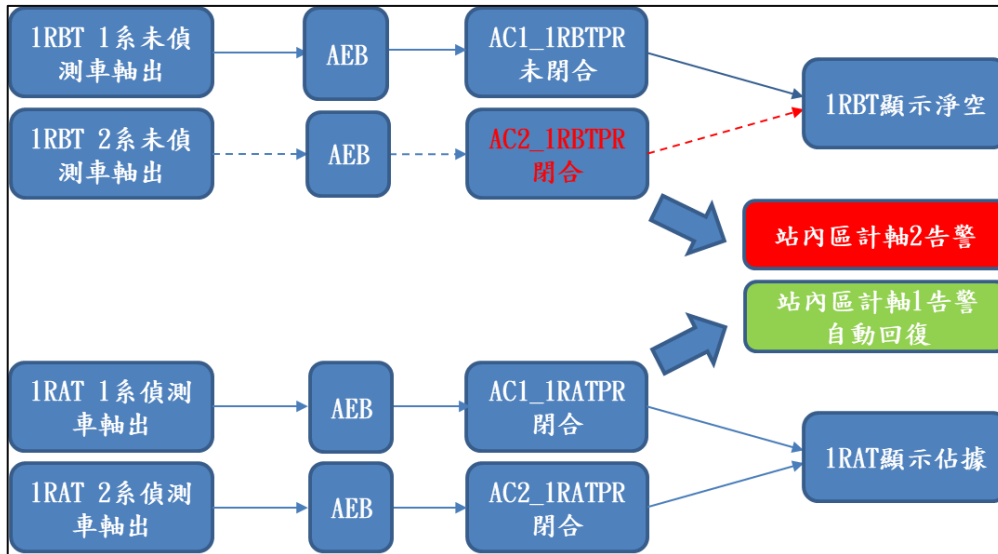 1RBT 1系未偵
測車軸出
AEB
AC1_1RBTPR
未閉合
1RBT顯示淨空
1RBT 2系未偵
測車軸出
AEB
AC2_1RBTPR
閉合
站內區計軸2告警
站內區計軸1告警
自動回復
1RAT 1系偵測
車軸出
AEB
AC1_1RATPR
閉合
1RAT顯示佔據
1RAT 2系偵測
車軸出
AEB
AC2_1RATPR
閉合